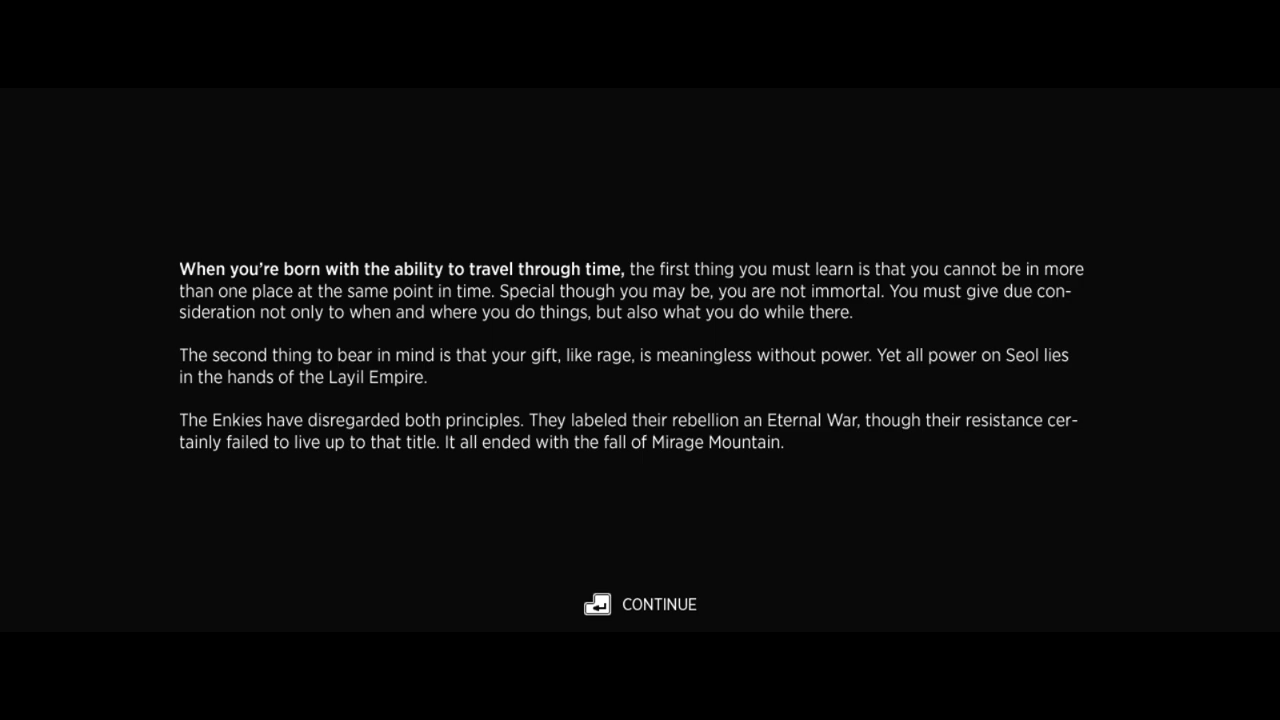 When you're born with the ability to travel through time, the first thing you must learn is that you cannot be in more
than one place at the same point in time. Special though you may be, you are not immortal. You must give due con-
sideration not only to when and where you do things, but also what you do while there.
The second thing to bear in mind is that your gift, like rage, is meaningless without power. Yet all power on Seol lies
in the hands of the Layil Empire.
The Enkies have disregarded both principles. They labeled their rebellion an Eternal War, though their resistance cer-
tainly failed to live up to that title. It all ended with the fall of Mirage Mountain.
CONTINUE